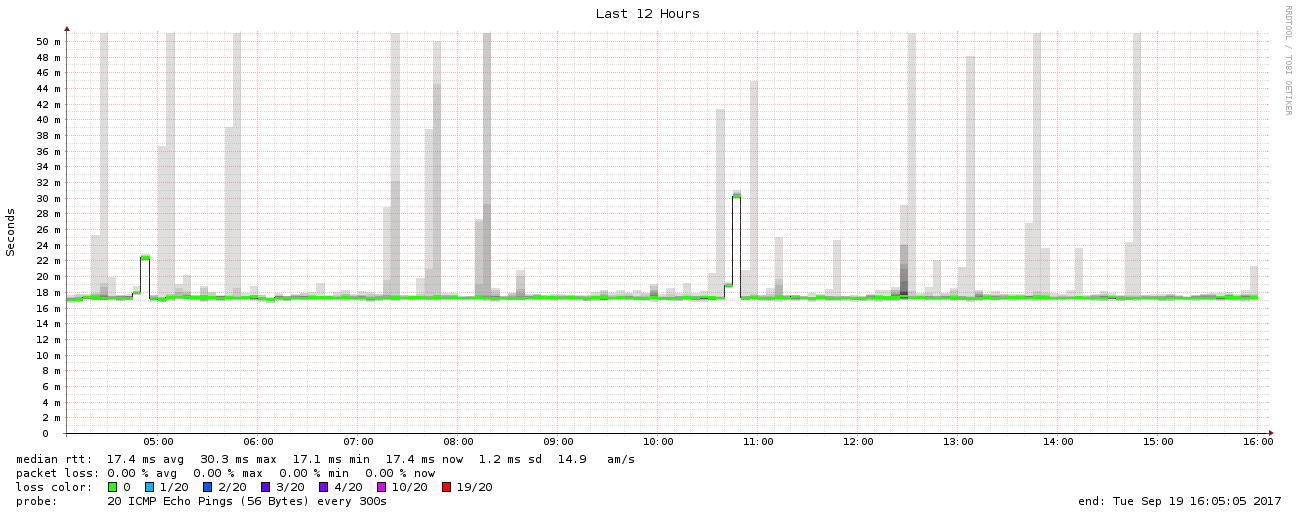 Last 12 Hours
RRDTOOL / TOBI OETIKER
Seconds
50 m
48 m
46 m
44 m
42 m
40 m
38 m
36 m
34 m
32 m
30 m
28 m
26 m
24 m
22 m
20 m
18 m
16 m
14 m
12 m
10 m
8 m
6 m
4 m
2 m
0
05:00 06:00 07:00 08:00 09:00 10:00 11:00 12:00 13:00 14:00 15:00 16:00
median rtt: 17.4 ms avg 30.3 ms max 17.1 ms min 17.4 ms now 1.2 ms sd 14.9 am/s
packet loss: 0.00 % avg 0.00 % max 0.00 % min 0.00 % now
loss color: 0 1/20 2/20 3/20 4/20 10/20 19/20
probe: 20 ICMP Echo Pings (56 Bytes) every 300s end: Tue Sep 19 16:05:05 2017